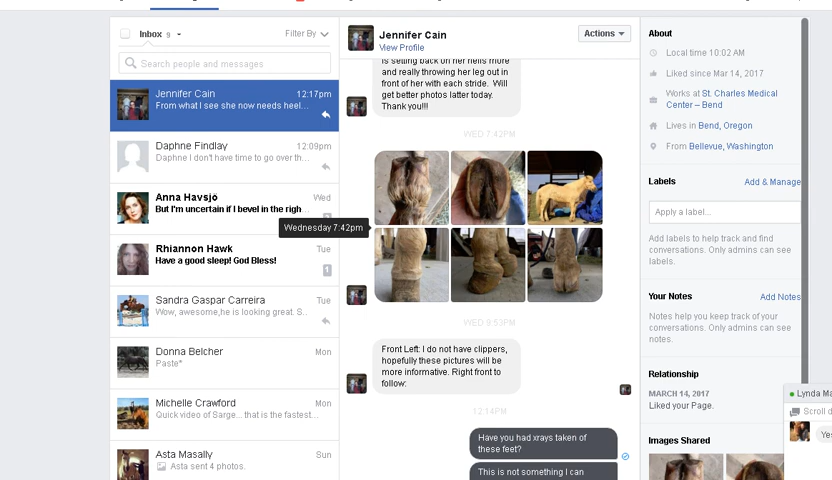 Inbox 9
Filter By
Search people and messages
Jennifer Cain
12:17pm
From what I see she now needs heel...
Daphne Findlay
12:09pm
Daphne I don't have time to go over th...
Anna Havsjö
Wed
But I'm uncertain if I bevel in the righ...
Rhiannon Hawk
Tue
Have a good sleep! God Bless!
1
Sandra Gaspar Carreira
Tue
Wow, awesome,he is looking great. S...
Donna Belcher
Mon
Paste*
Michelle Crawford
Mon
Quick video of Sarge... that is the fastest...
Asta Masally
Sun
Asta sent 4 photos.
Jennifer Cain
View Profile
Actions
is setting back on her heels more
and really throwing her leg out in
front of her with each stride. Will
get better photos latter today.
Thank you!!!
WED 7:42PM
Wednesday 7:42pm
WED 9:53PM
Front Left: I do not have clippers,
hopefully these pictures will be
more informative. Right front to
follow:
12:14PM
Have you had xrays taken of
these feet?
This is not something I can
About
Local time 10:02 AM
Liked since Mar 14, 2017
Works at St. Charles Medical
Center – Bend
Lives in Bend, Oregon
From Bellevue, Washington
Labels
Add & Manage
Apply a label...
Add labels to help track and find
conversations. Only admins can see
labels.
Your Notes
Add Notes
Notes help you keep track of your
conversations. Only admins can see
notes.
Relationship
MARCH 14, 2017
Liked your Page.
Images Shared
Lynda Ma
Scroll d
Yes